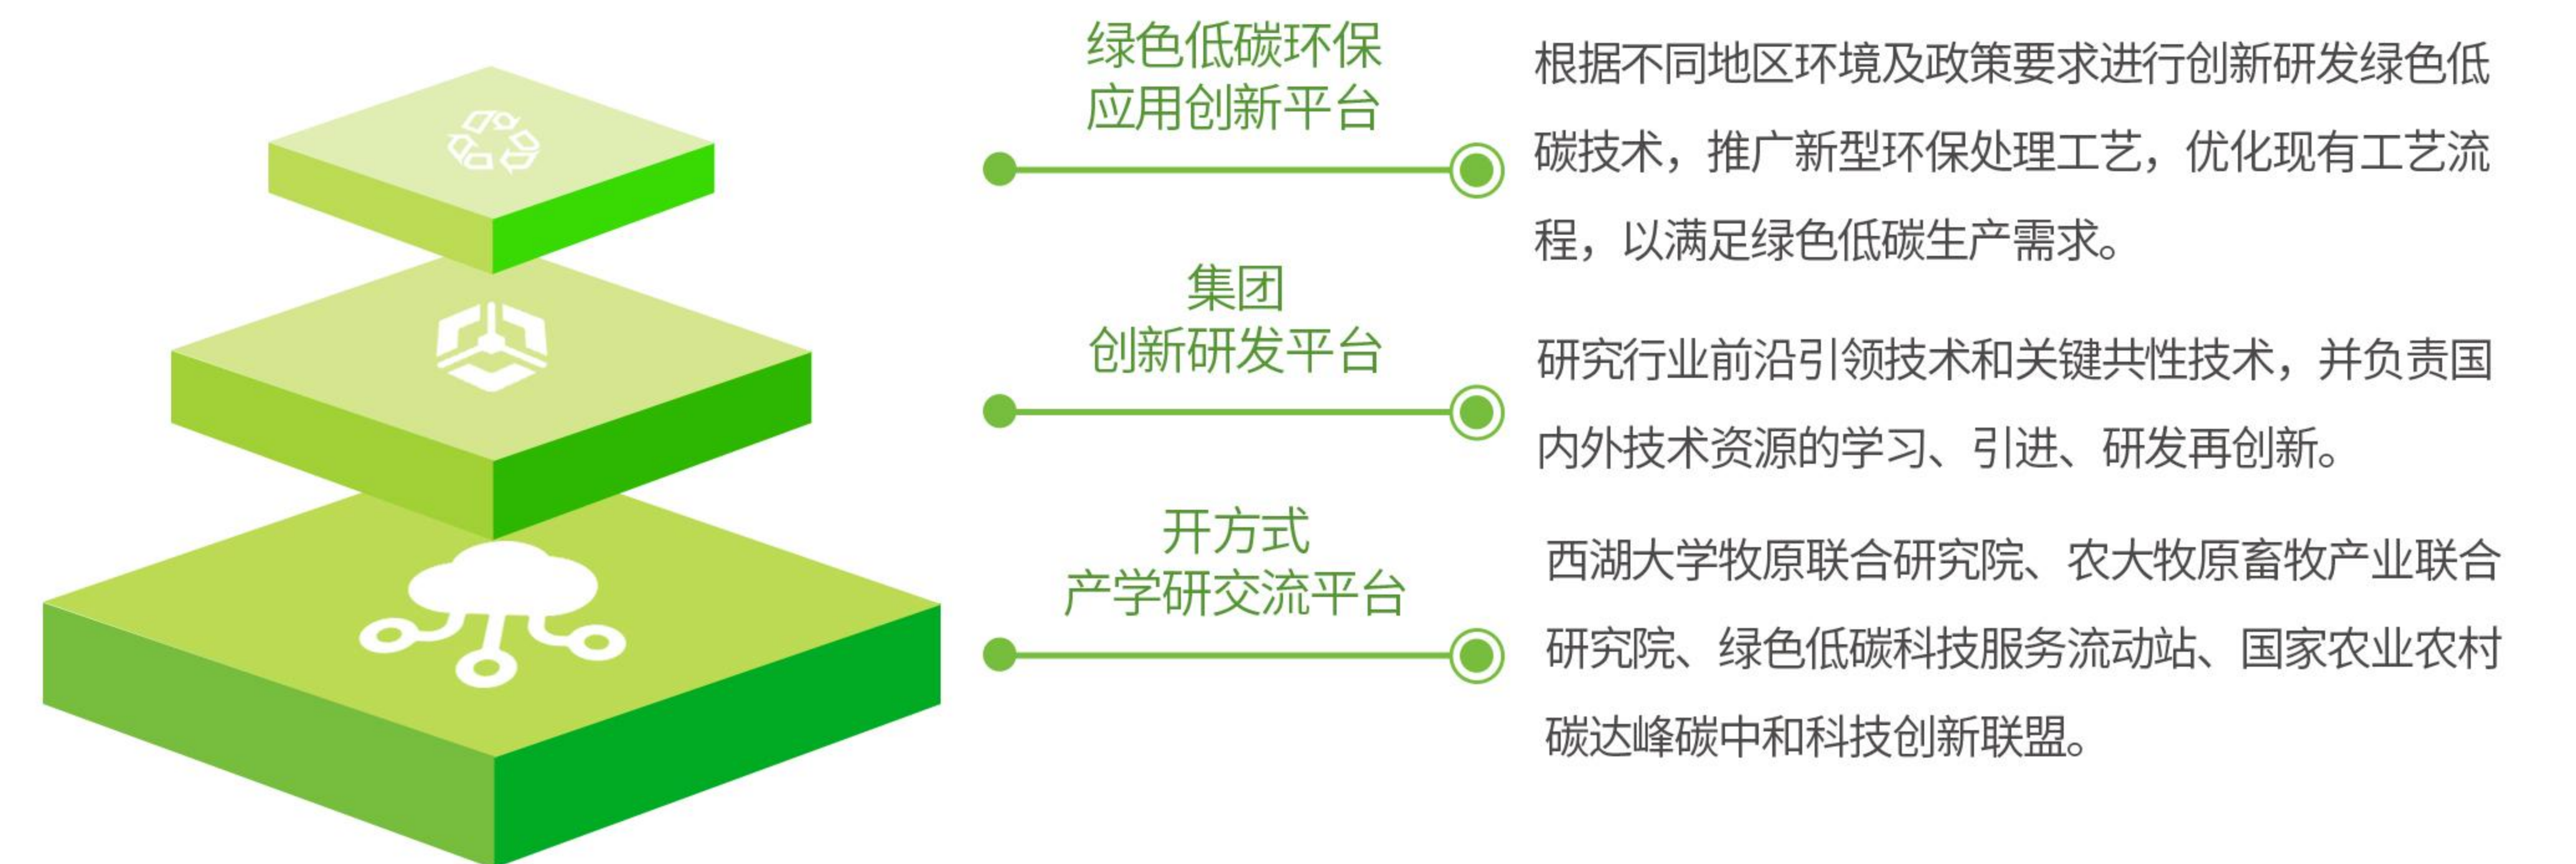 绿色低碳环保
应用创新平台
根据不同地区环境及政策要求进行创新研发绿色低
碳技术，推广新型环保处理工艺，优化现有工艺流
程，以满足绿色低碳生产需求。
集团
创新研发平台
研究行业前沿引领技术和关键共性技术，并负责国
内外技术资源的学习、引进、研发再创新。
开方式
产学研交流平台
西湖大学牧原联合研究院、农大牧原畜牧产业联合
研究院、绿色低碳科技服务流动站、国家农业农村
碳达峰碳中和科技创新联盟。